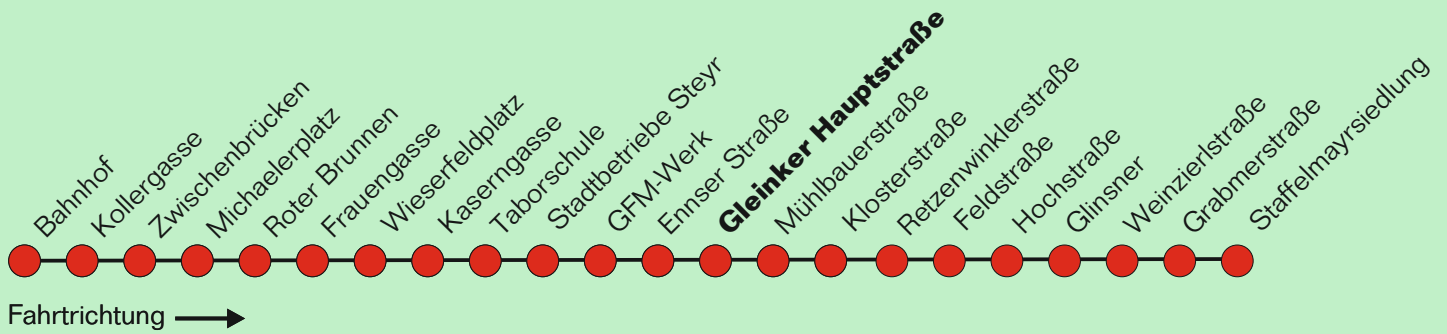 Bahnhof
Kollergasse
Zwischenbrücken
Michaelerplatz
Roter Brunnen
Frauengasse
Wieserfeldplatz
Kaserngasse
Taborschule
Stadtbetriebe Steyr
GFM-Werk
Ennser Straße
Gleinker Hauptstraße
Mühlbauerstraße
Klosterstraße
Retzenwinklerstraße
Feldstraße
Hochstraße
Glinsner
Weinzierlstraße
Grabmerstraße
Staffelmayrsiedlung
Fahrtrichtung